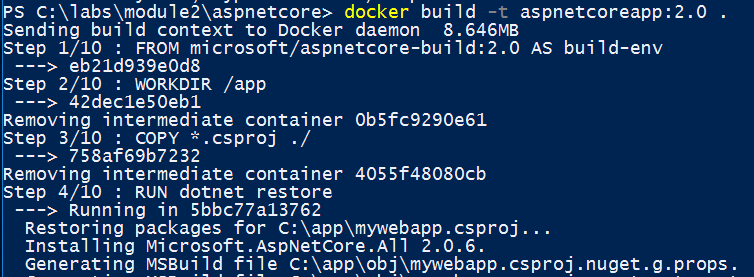 PS C:\labs\module2\aspnetcore> docker build -t aspnetcoreapp:2.0 .
Sending build context to Docker daemon  8.646MB
Step 1/10 : FROM microsoft/aspnetcore-build:2.0 AS build-env
 ---> eb21d939e0d8
Step 2/10 : WORKDIR /app
 ---> 42dec1e50eb1
Removing intermediate container 0b5fc9290e61
Step 3/10 : COPY *.csproj ./
 ---> 758af69b7232
Removing intermediate container 4055f48080cb
Step 4/10 : RUN dotnet restore
 ---> Running in 5bbc77a13762
  Restoring packages for C:\app\mywebapp.csproj...
  Installing Microsoft.AspNetCore.All 2.0.6.
  Generating MSBuild file C:\app\obj\mywebapp.csproj.nuget.g.props.